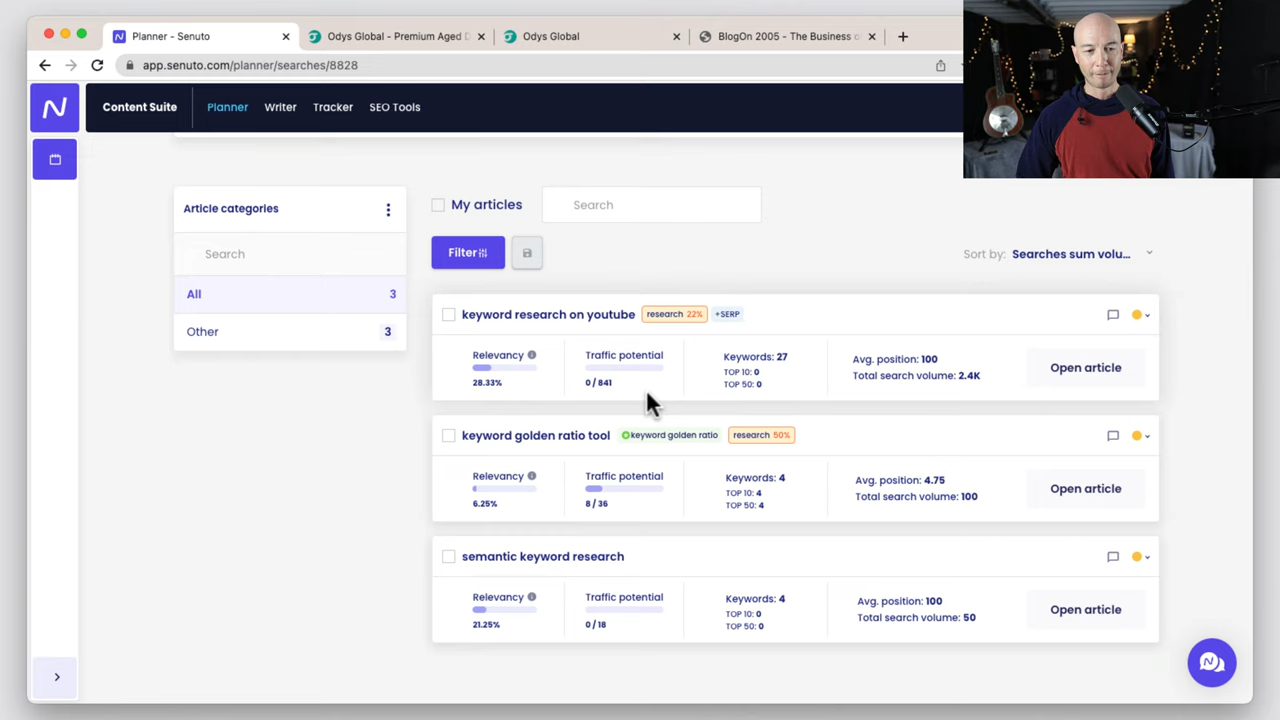 Planner - Senuto
Odys Global - Premium Aged D
Odys Global
BlogOn 2005 - The Business o
app.senuto.com/planner/searches/8828
Content Suite
Planner
Writer
Tracker
SEO Tools
Article categories
Search
All 3
Other 3
My articles
Search
Filter
Sort by: Searches sum volu...
keyword research on youtube research 22% +SERP
Relevancy
28.33%
Traffic potential
0 / 841
Keywords: 27
TOP 10: 0
TOP 50: 0
Avg. position: 100
Total search volume: 2.4K
Open article
keyword golden ratio tool keyword golden ratio research 50%
Relevancy
6.25%
Traffic potential
8 / 36
Keywords: 4
TOP 10: 4
TOP 50: 4
Avg. position: 4.75
Total search volume: 100
Open article
semantic keyword research
Relevancy
21.25%
Traffic potential
0 / 18
Keywords: 4
TOP 10: 0
TOP 50: 0
Avg. position: 100
Total search volume: 50
Open article